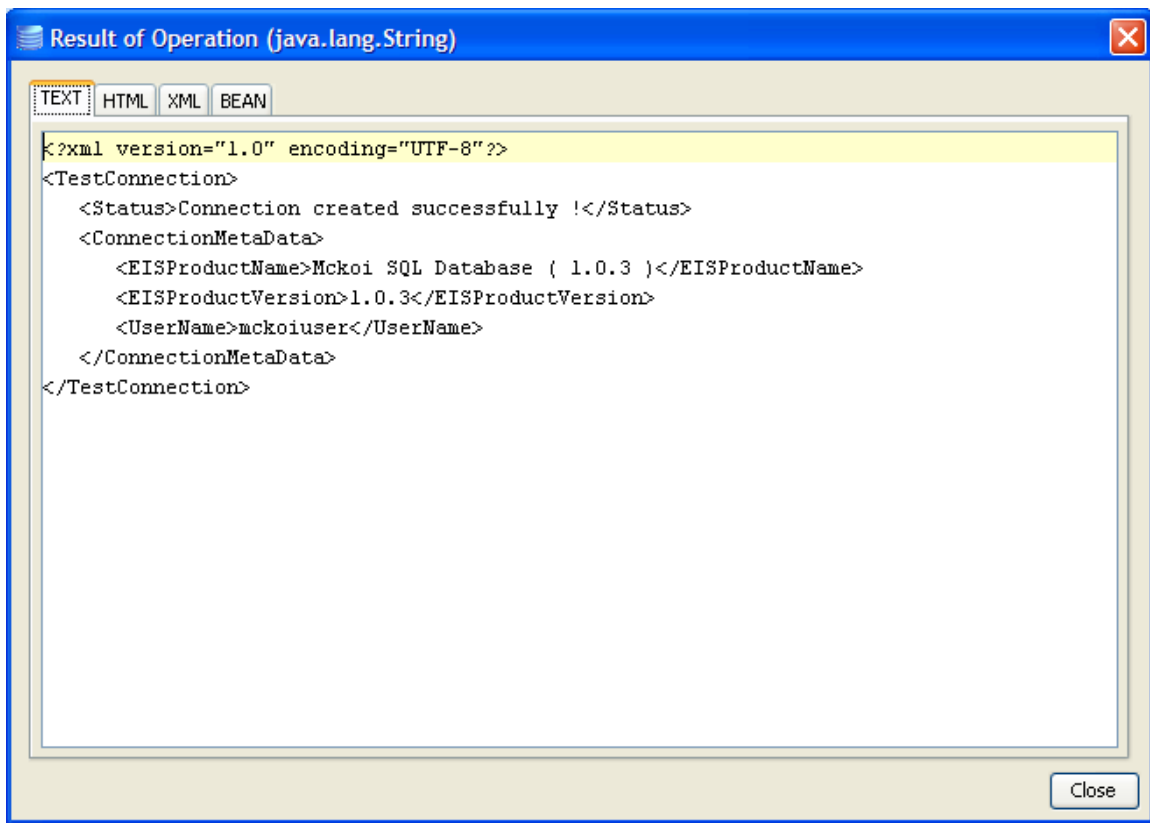 Result of Operation (java.lang.String)
TEXT HTML XML BEAN
<?xml version="1.0" encoding="UTF-8"?>
<TestConnection>
   <Status>Connection created successfully !</Status>
   <ConnectionMetaData>
      <EISProductName>Mckoi SQL Database ( 1.0.3 )</EISProductName>
      <EISProductVersion>1.0.3</EISProductVersion>
      <UserName>mckoiuser</UserName>
   </ConnectionMetaData>
</TestConnection>
Close